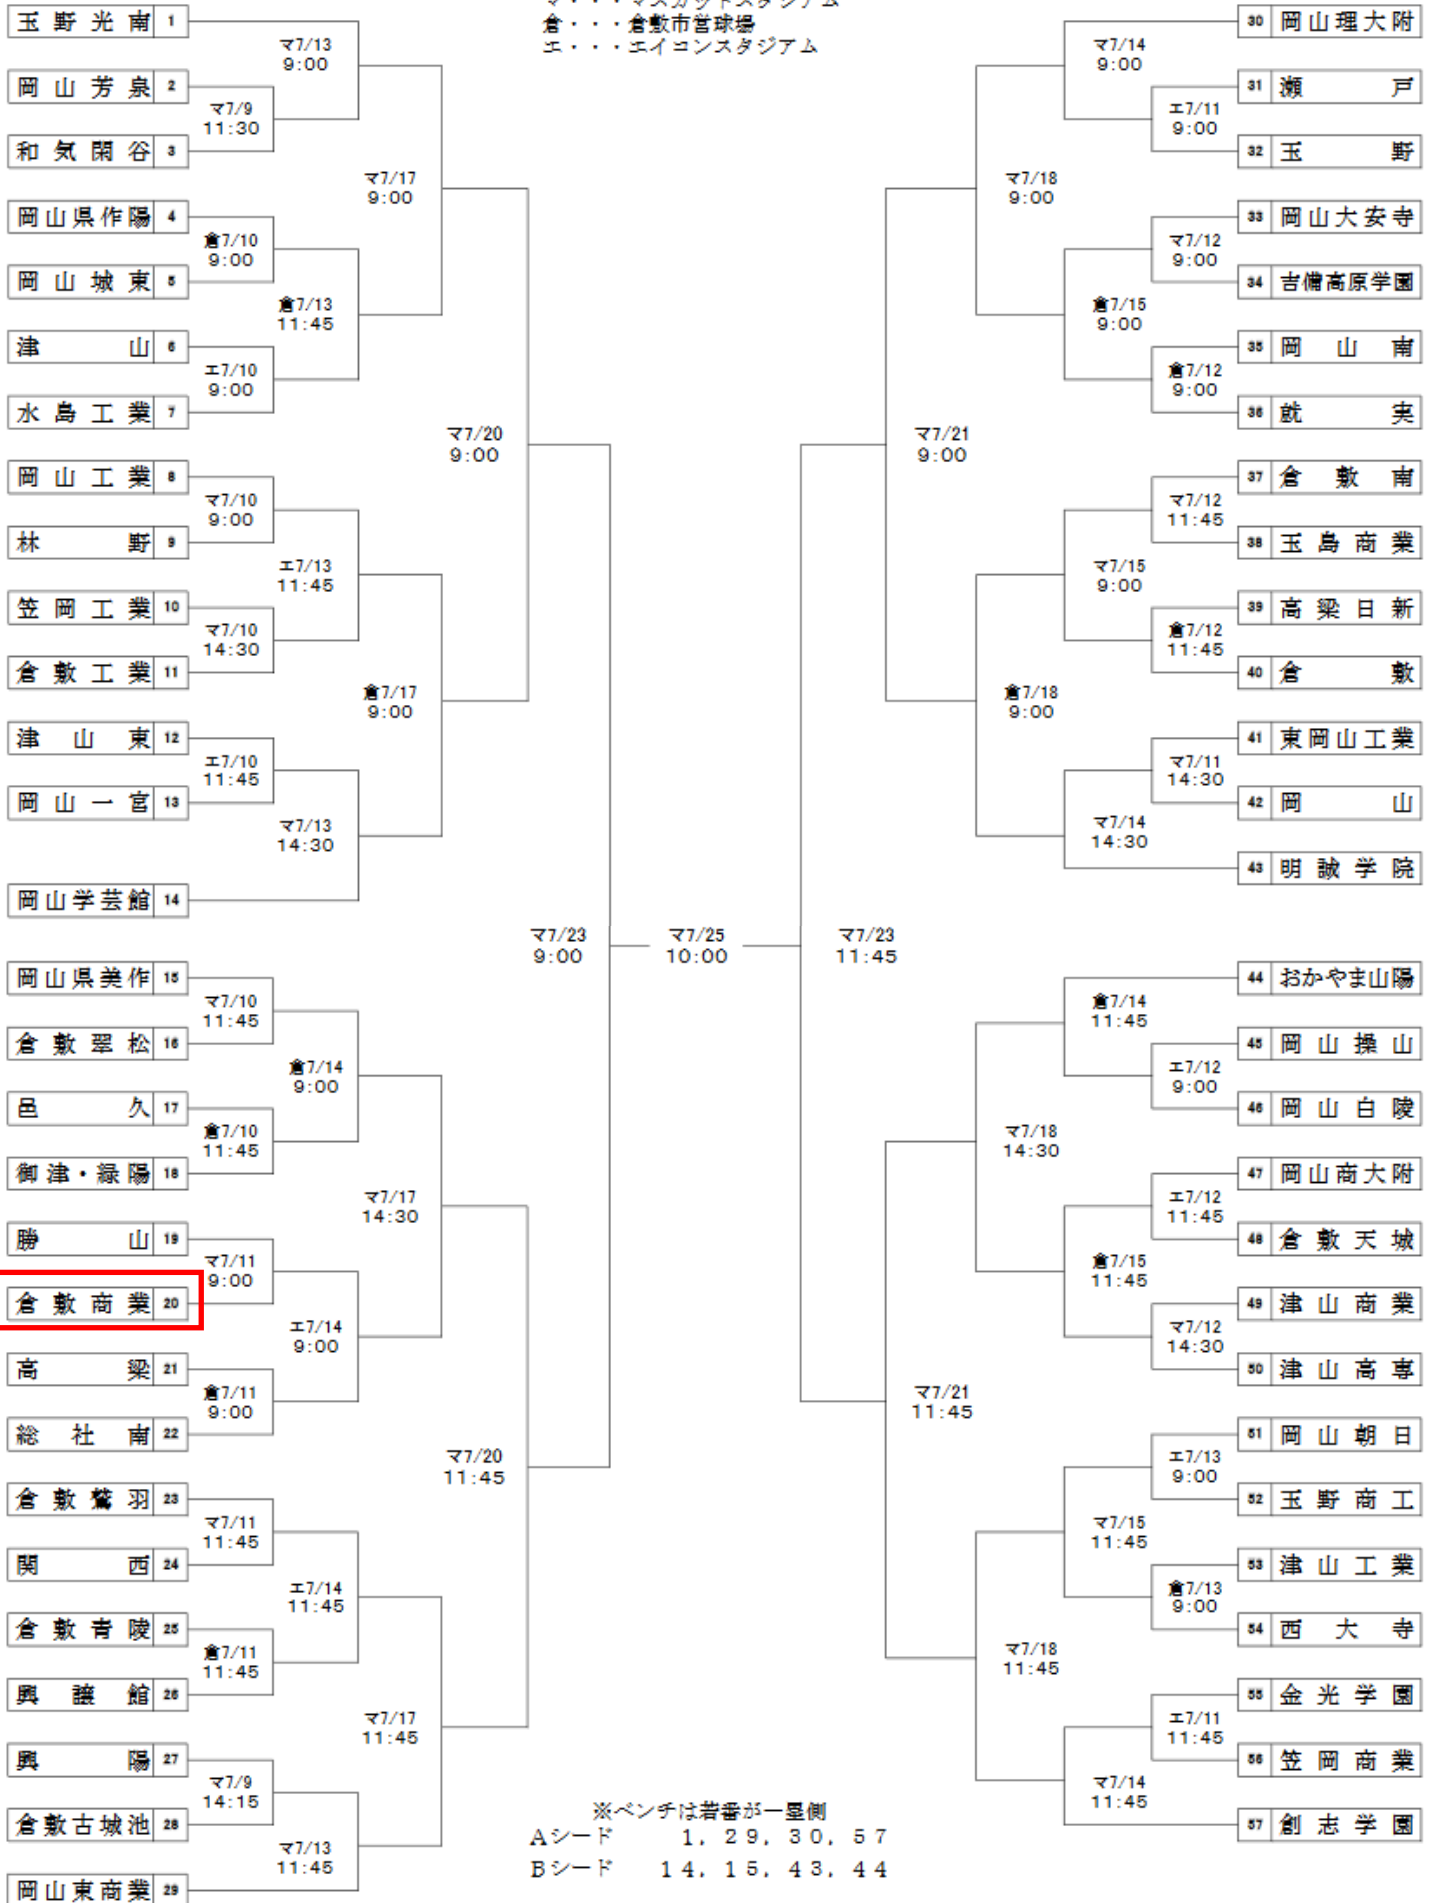 マ・・・マスカットスタジアム
倉・・・倉敷市営球場
エ・・・エイコンスタジアム
玉野光南 1
マ7/13
9:00
岡山芳泉 2
マ7/9
11:30
和気閑谷 3
マ7/17
9:00
岡山県作陽 4
倉7/10
9:00
岡山城東 5
倉7/13
11:45
津山 6
エ7/10
9:00
水島工業 7
マ7/20
9:00
岡山工業 8
マ7/10
9:00
林野 9
エ7/13
11:45
笠岡工業 10
マ7/10
14:30
倉敷工業 11
倉7/17
9:00
津山東 12
エ7/10
11:45
岡山一宮 13
マ7/13
14:30
岡山学芸館 14
マ7/23
9:00
岡山県美作 15
マ7/10
11:45
倉敷翠松 16
倉7/14
9:00
邑久 17
倉7/10
11:45
御津・緑陽 18
マ7/17
14:30
勝山 19
マ7/11
9:00
倉敷商業 20
エ7/14
9:00
高梁 21
倉7/11
9:00
総社南 22
マ7/20
11:45
倉敷鷲羽 23
マ7/11
11:45
関西 24
エ7/14
11:45
倉敷青陵 25
倉7/11
11:45
興譲館 26
マ7/17
11:45
興陽 27
マ7/9
14:15
倉敷古城池 28
マ7/13
11:45
岡山東商業 29
マ7/25
10:00
30 岡山理大附
マ7/14
9:00
31 瀬戸
エ7/11
9:00
32 玉野
マ7/18
9:00
33 岡山大安寺
マ7/12
9:00
34 吉備高原学園
倉7/15
9:00
35 岡山南
倉7/12
9:00
36 就実
マ7/21
9:00
37 倉敷南
マ7/12
11:45
38 玉島商業
マ7/15
9:00
39 高梁日新
倉7/12
11:45
40 倉敷
倉7/18
9:00
41 東岡山工業
マ7/11
14:30
42 岡山
マ7/14
14:30
43 明誠学院
マ7/23
11:45
44 おかやま山陽
倉7/14
11:45
45 岡山操山
エ7/12
9:00
46 岡山白陵
マ7/18
14:30
47 岡山商大附
エ7/12
11:45
48 倉敷天城
倉7/15
11:45
49 津山商業
マ7/12
14:30
50 津山高専
マ7/21
11:45
51 岡山朝日
エ7/13
9:00
52 玉野商工
マ7/15
11:45
53 津山工業
倉7/13
9:00
54 西大寺
マ7/18
11:45
55 金光学園
エ7/11
11:45
56 笠岡商業
マ7/14
11:45
57 創志学園
※ベンチは若番が一塁側
Aシード 1, 29, 30, 57
Bシード 14, 15, 43, 44